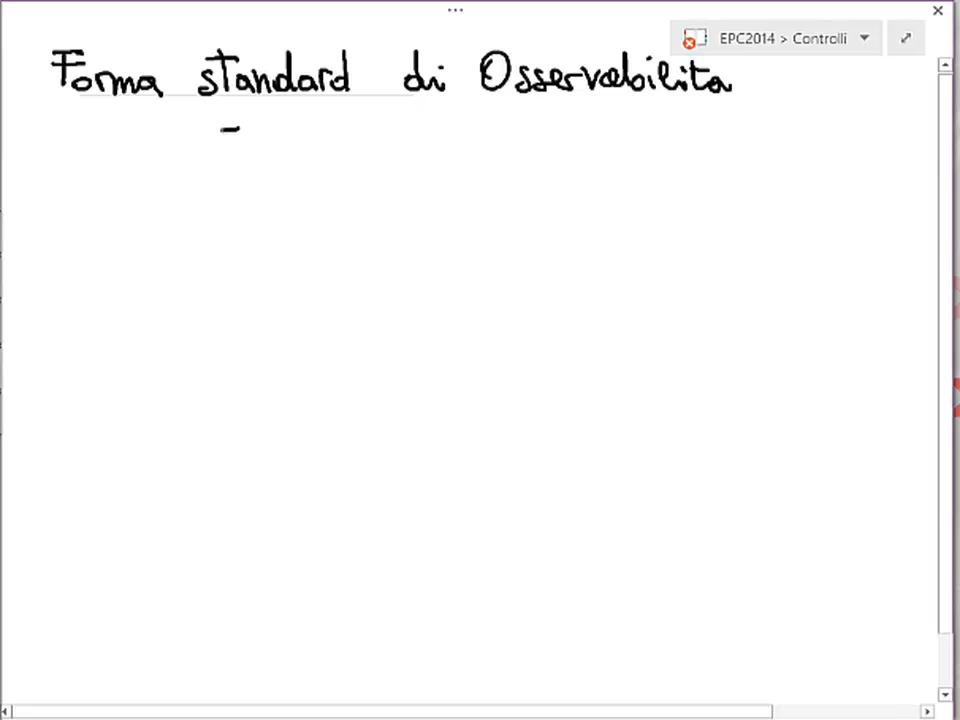 EPC2014 > Controlli
Forma standard di Osservabilita
-